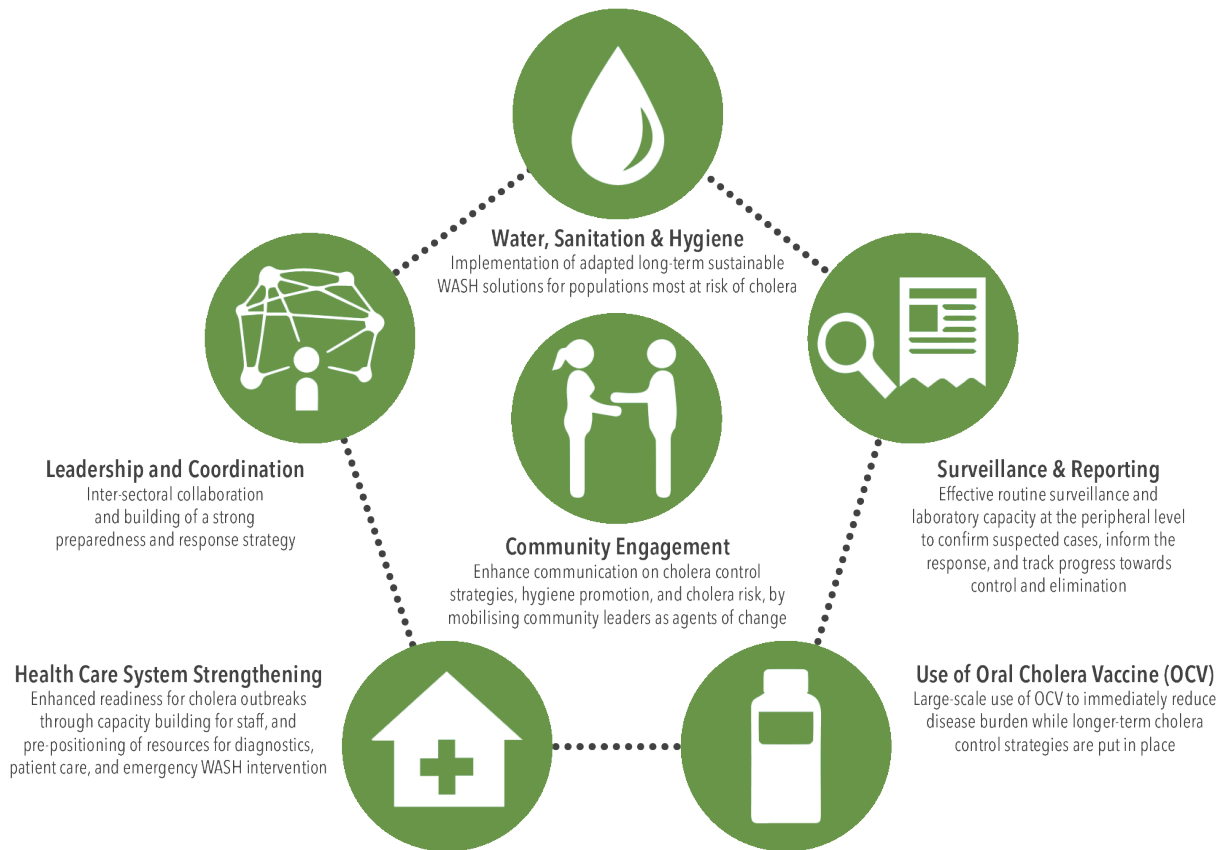 Water, Sanitation & Hygiene
Implementation of adapted long-term sustainable
WASH solutions for populations most at risk of cholera
Leadership and Coordination
Inter-sectoral collaboration
and building of a strong
preparedness and response strategy
Surveillance & Reporting
Effective routine surveillance and
laboratory capacity at the peripheral level
to confirm suspected cases, inform the
response, and track progress towards
control and elimination
Community Engagement
Enhance communication on cholera control
strategies, hygiene promotion, and cholera risk, by
mobilising community leaders as agents of change
Health Care System Strengthening
Enhanced readiness for cholera outbreaks
through capacity building for staff, and
pre-positioning of resources for diagnostics,
patient care, and emergency WASH intervention
Use of Oral Cholera Vaccine (OCV)
Large-scale use of OCV to immediately reduce
disease burden while longer-term cholera
control strategies are put in place